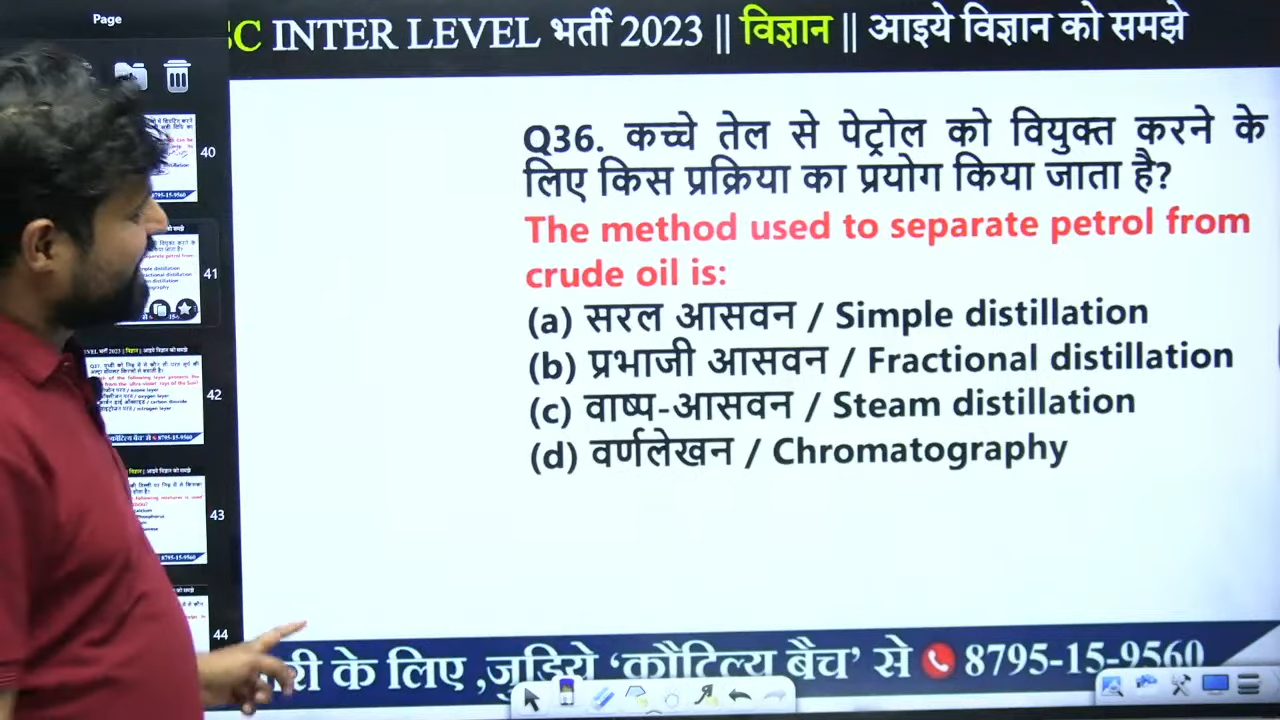 Page
SC INTER LEVEL भर्ती 2023 || विज्ञान || आइये विज्ञान को समझे
Q36. कच्चे तेल से पेट्रोल को वियुक्त करने के
लिए किस प्रक्रिया का प्रयोग किया जाता है?
The method used to separate petrol from
crude oil is:
(a) सरल आसवन / Simple distillation
(b) प्रभाजी आसवन / Fractional distillation
(c) वाष्प-आसवन / Steam distillation
(d) वर्णलेखन / Chromatography
40
41
42
43
44
के लिए ,जुड़िये ‘कौटिल्य बैच’ से 8795-15-9560